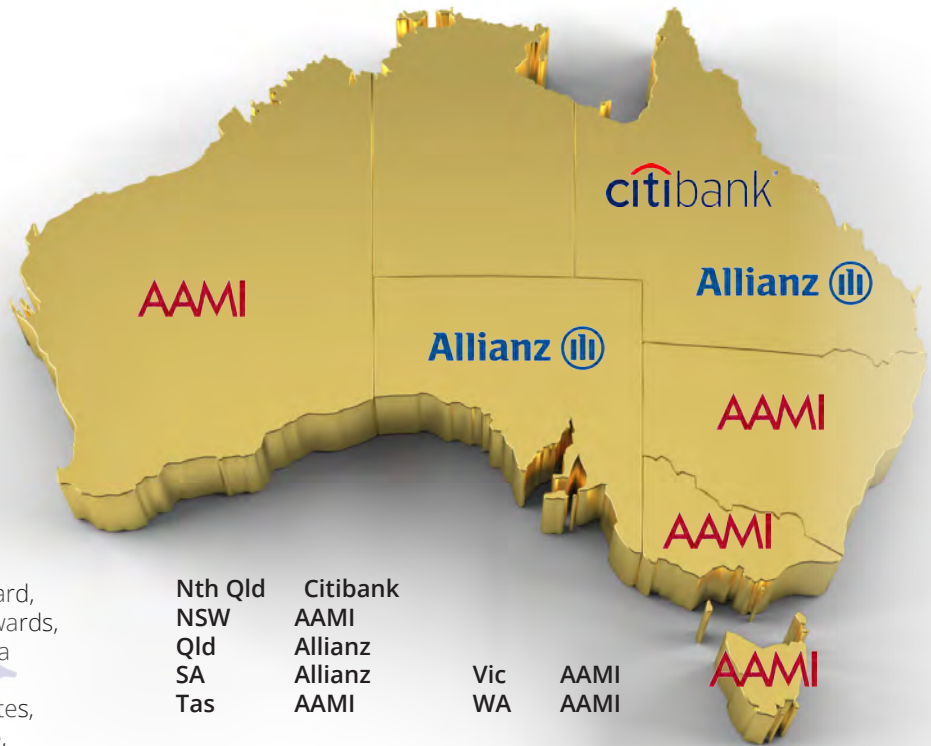 citibank
Allianz
AAMI
Allianz
AAMI
AAMI
AAMI
Nth Qld Citibank
NSW AAMI
Qld Allianz
SA Allianz Vic AAMI
Tas AAMI WA AAMI